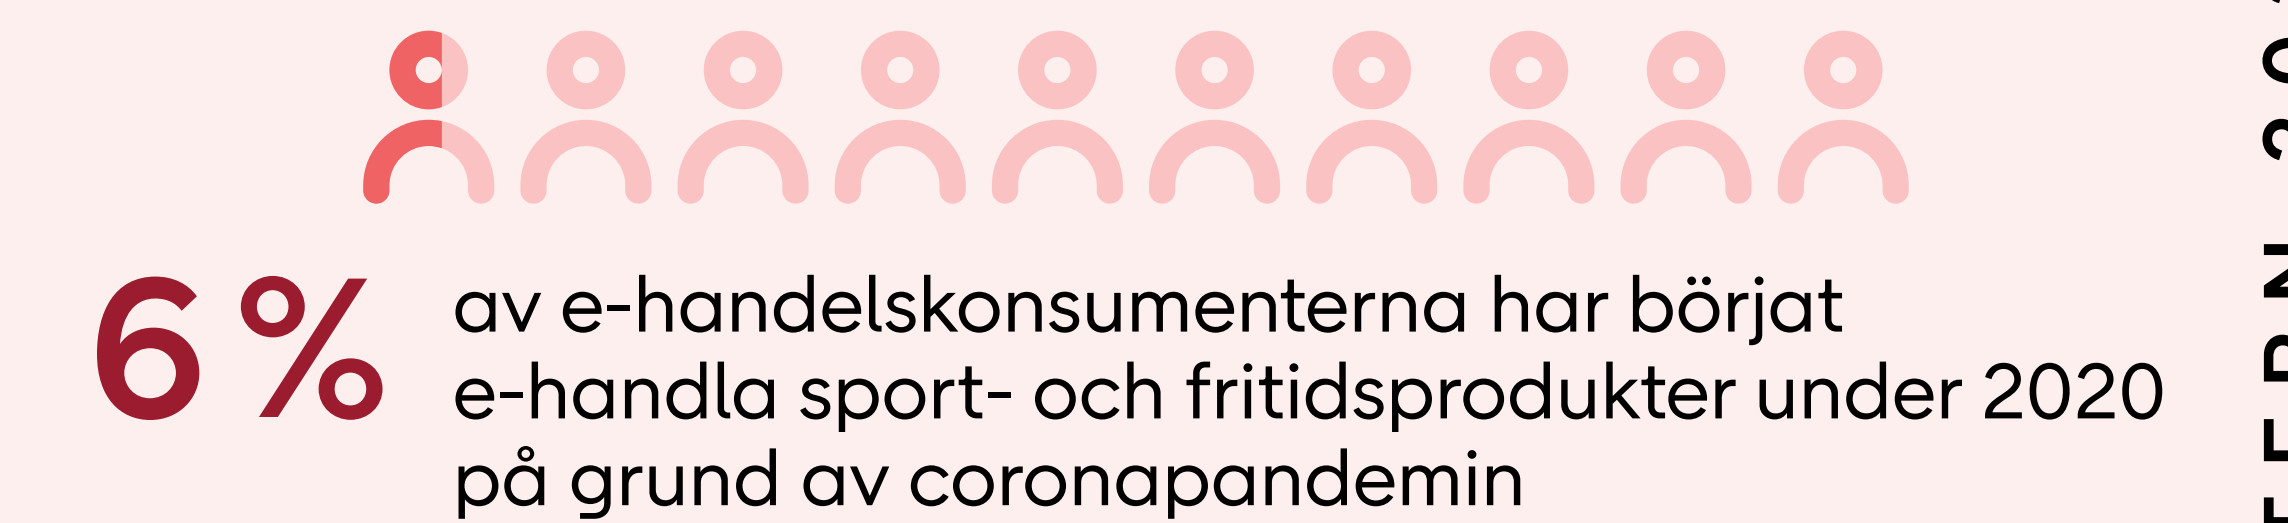 6 % av e-handelskonsumenterna har börjat
e-handla sport- och fritidsprodukter under 2020
på grund av coronapandemin